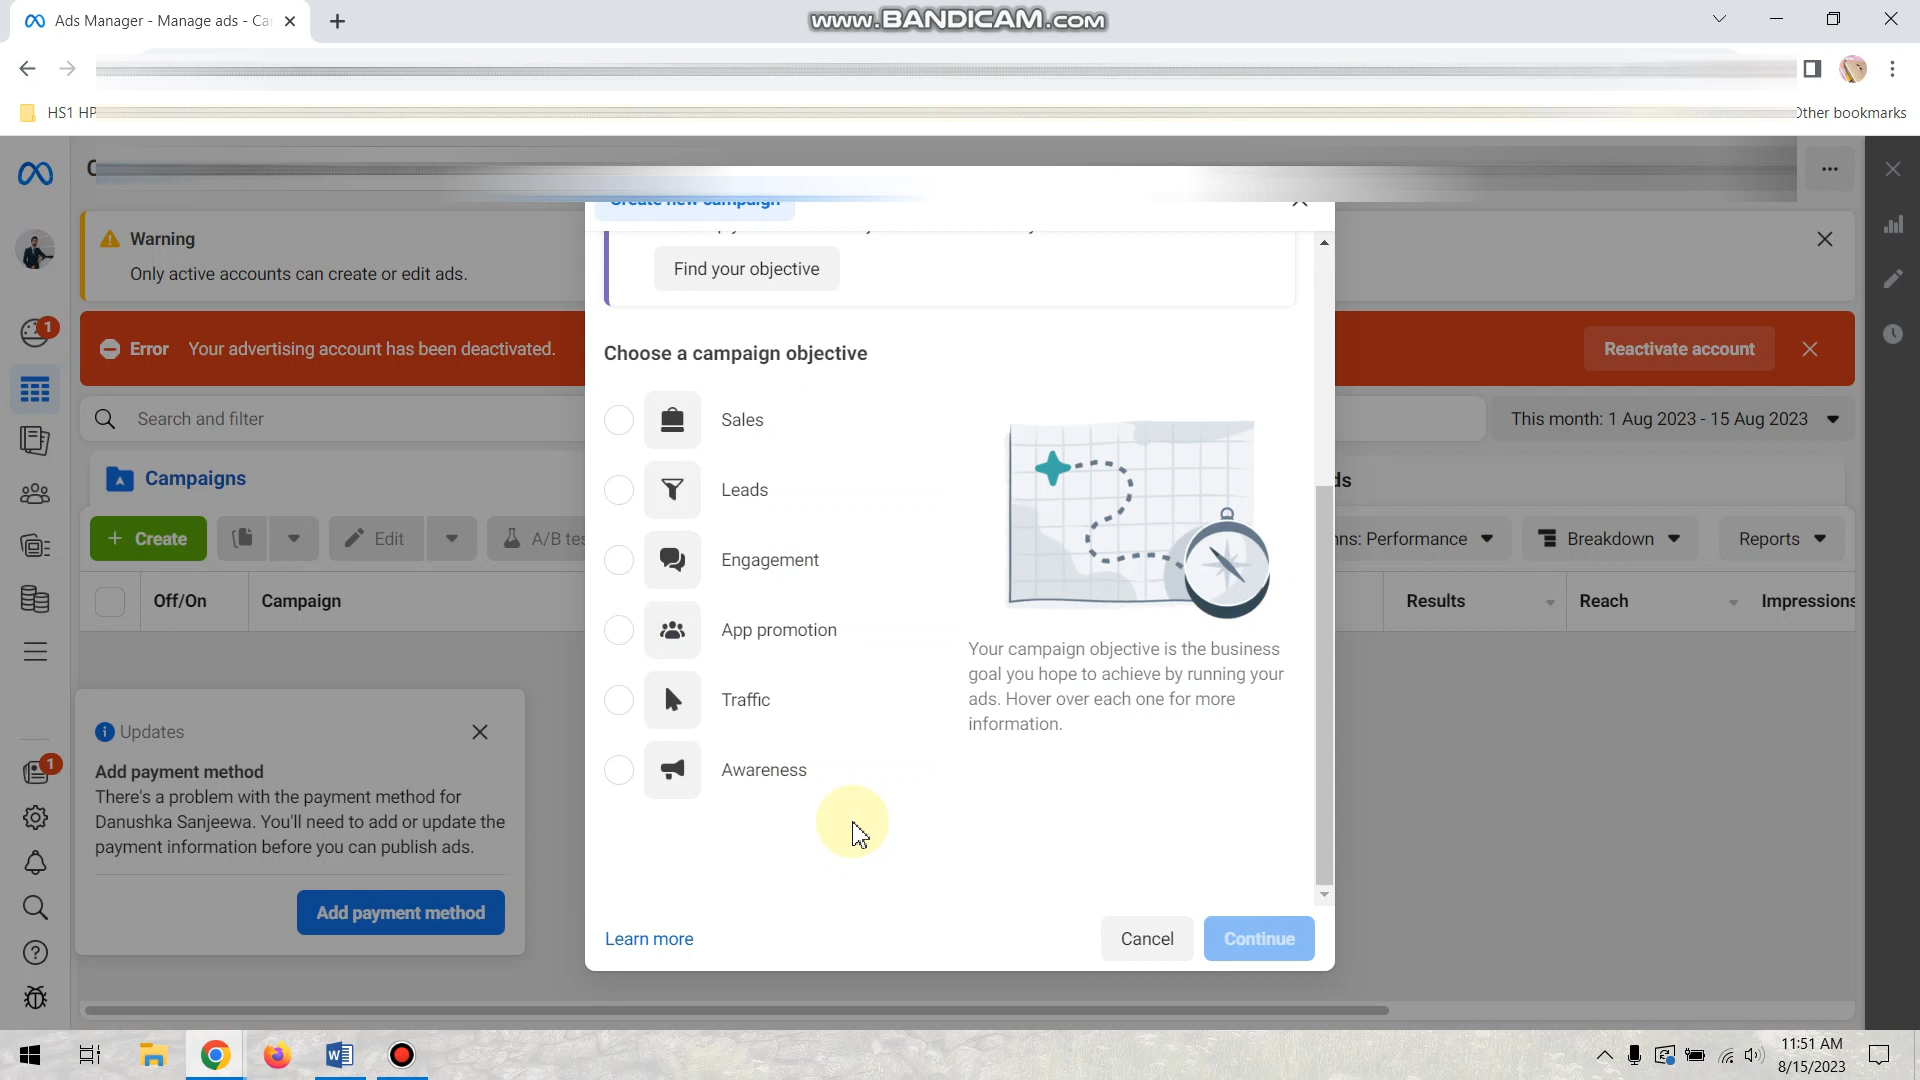 Ads Manager - Manage ads - Ca
www.BANDICAM.com
HS1 HP
Other bookmarks
Create new campaign
Warning
Only active accounts can create or edit ads.
Find your objective
1
Error Your advertising account has been deactivated.
Reactivate account
Choose a campaign objective
Search and filter
This month: 1 Aug 2023 - 15 Aug 2023
Sales
Campaigns
ds
Leads
Create
Edit
A/B tes
Engagement
ns: Performance
Breakdown
Reports
Off/On
Campaign
Results
Reach
Impressions
App promotion
Your campaign objective is the business
goal you hope to achieve by running your
ads. Hover over each one for more
information.
Traffic
Awareness
Updates
1
Add payment method
There's a problem with the payment method for
Danushka Sanjeewa. You'll need to add or update the
payment information before you can publish ads.
Add payment method
Learn more
Cancel
Continue
11:51 AM
8/15/2023